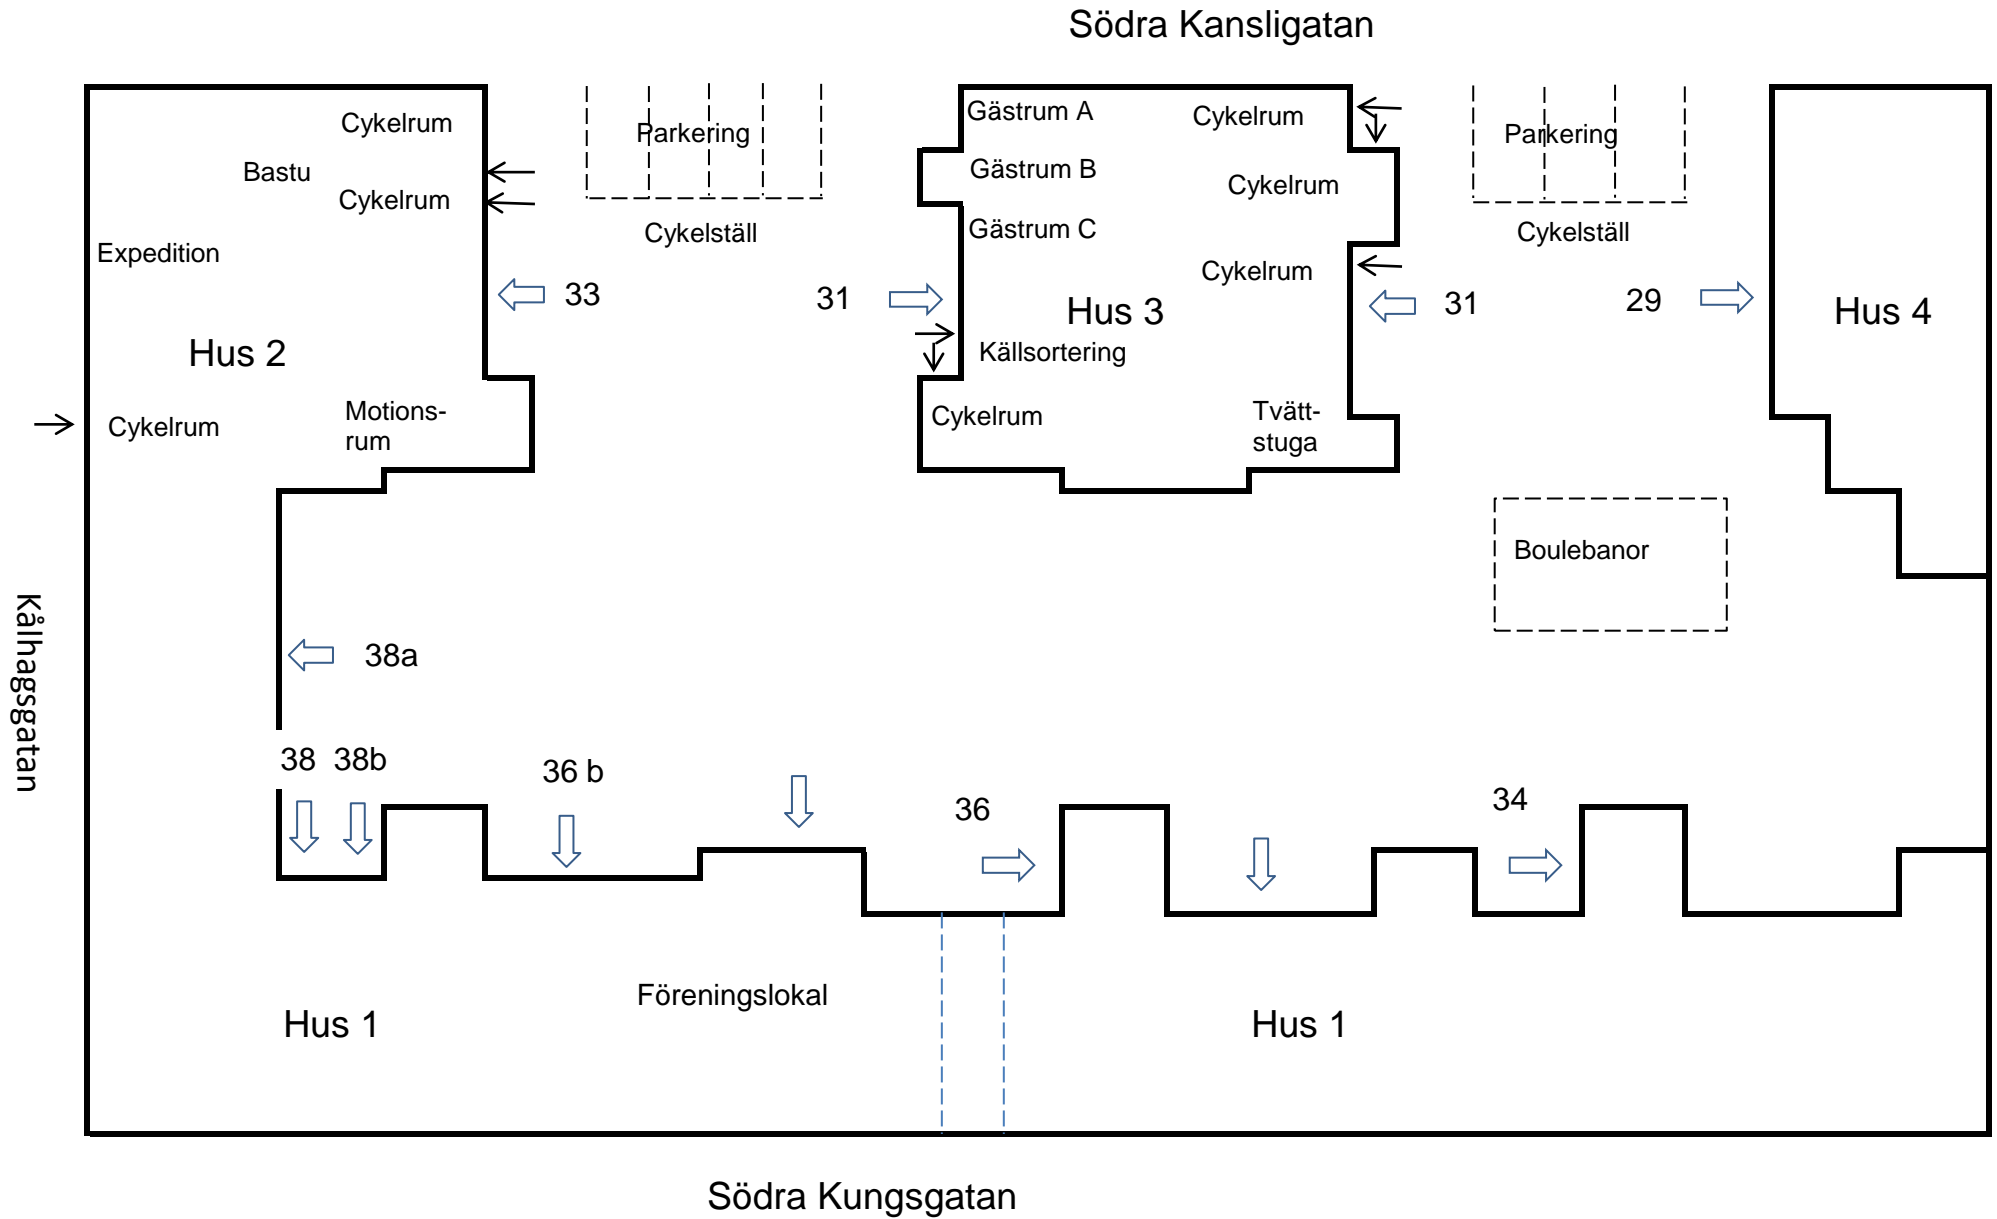 Södra Kansligatan
Cykelrum
Bastu
Cykelrum
Expedition
Hus 2
Cykelrum
Motions-
rum
Parkering
Cykelställ
33
31
Gästrum A
Gästrum B
Gästrum C
Cykelrum
Cykelrum
Cykelrum
Hus 3
Källsortering
Cykelrum
Tvätt-
stuga
Parkering
Cykelställ
31
29
Hus 4
Boulebanor
Kålhagsgatan
38a
38
38b
36 b
36
34
Föreningslokal
Hus 1
Hus 1
Södra Kungsgatan